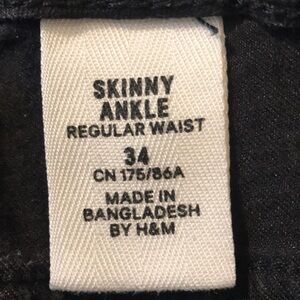 SKINNY
ANKLE
REGULAR WAIST
34
CN 175/86A
MADE IN
BANGLADESH
BY H&M